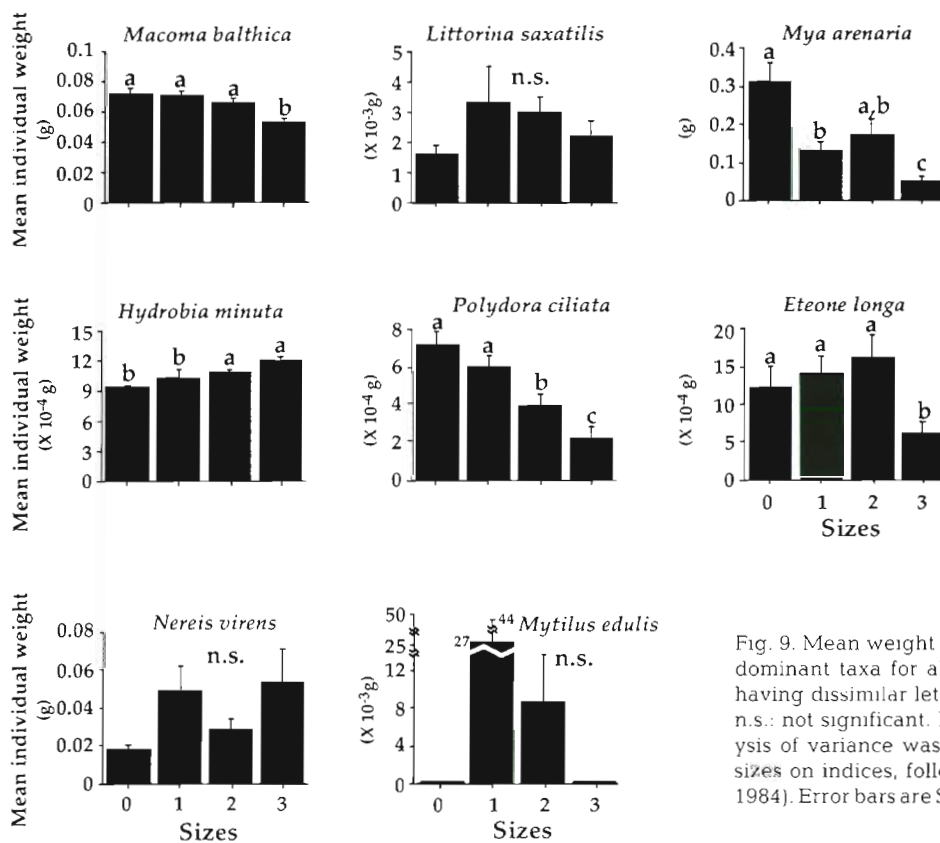 Macoma balthica
Mean individual weight
(g)
0.1
0.08
0.06
0.04
0.02
0
a a a b
Littorina saxatilis
(X 10-3g)
5
4
3
2
1
0
n.s.
Mya arenaria
(g)
0.4
0.3
0.2
0.1
0
a b a,b c
Hydrobia minuta
Mean individual weight
(X 10-4 g)
15
12
9
6
3
0
b b a a
Polydora ciliata
(X 10-4 g)
8
6
4
2
0
a a b c
Eteone longa
(X 10-4 g)
20
15
10
5
0
a a a b
0 1 2 3
Sizes
Nereis virens
Mean individual weight
(g)
0.08
0.06
0.04
0.02
0
n.s.
0 1 2 3
Sizes
Mytilus edulis
(X 10-3g)
50
25
12
8
4
0
27
44
n.s.
0 1 2 3
Sizes
Fig. 9. Mean weight
dominant taxa for a
having dissimilar let
n.s.: not significant.
ysis of variance was
sizes on indices, follo
1984). Error bars are S